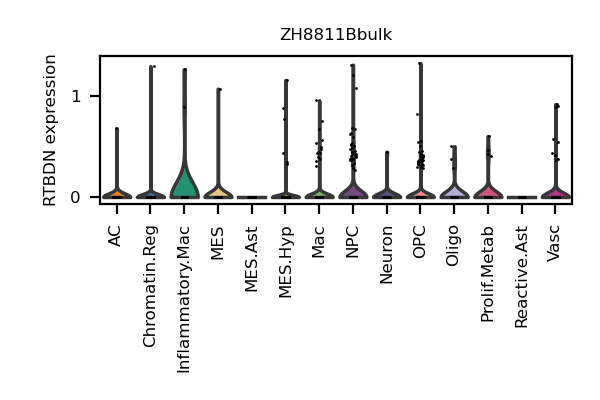 ZH8811Bbulk
RTBDN expression
1
0
AC
Chromatin.Reg
Inflammatory.Mac
MES
MES.Ast
MES.Hyp
Mac
NPC
Neuron
OPC
Oligo
Prolif.Metab
Reactive.Ast
Vasc